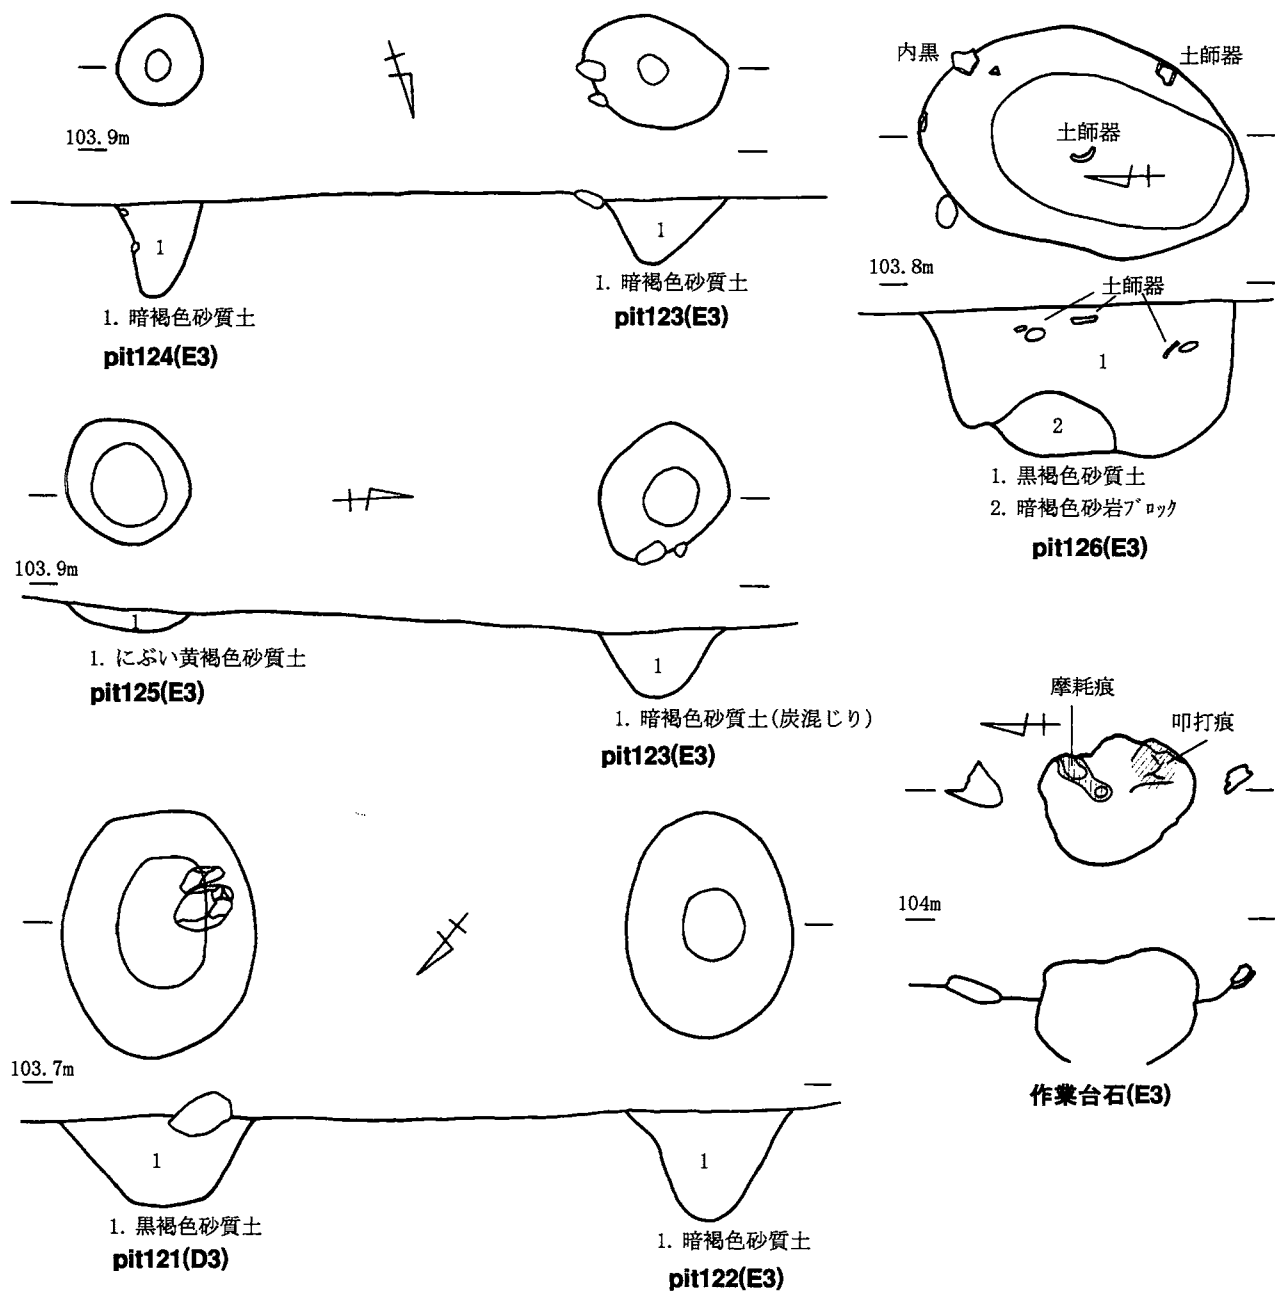 103.9m
1
1
1. 暗褐色砂質土
pit124(E3)
1. 暗褐色砂質土
pit123(E3)
内黒
土師器
土師器
103.8m
土師器
1
2
1. 黒褐色砂質土
2. 暗褐色砂岩ブロック
pit126(E3)
103.9m
1
1
1. にぶい黄褐色砂質土
pit125(E3)
1. 暗褐色砂質土(炭混じり)
pit123(E3)
摩耗痕
叩打痕
104m
作業台石(E3)
103.7m
1
1
1. 黒褐色砂質土
pit121(D3)
1. 暗褐色砂質土
pit122(E3)